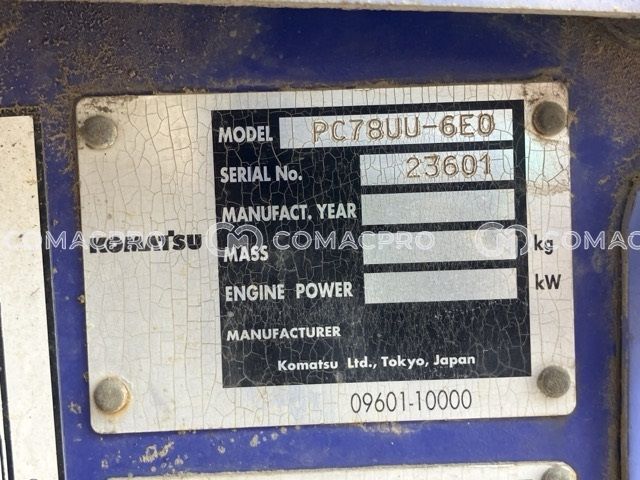 MODEL PC78UU-6E0
SERIAL No. 23601
MANUFACT. YEAR
KOMATSU
MASS kg
ENGINE POWER kW
MANUFACTURER
Komatsu Ltd., Tokyo, Japan
09601-10000
COMACPRO COMACPRO COMACPRO